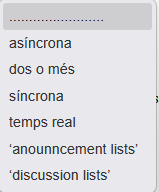 ........................
asíncrona
dos o més
síncrona
temps real
‘anounncement lists’
‘discussion lists’